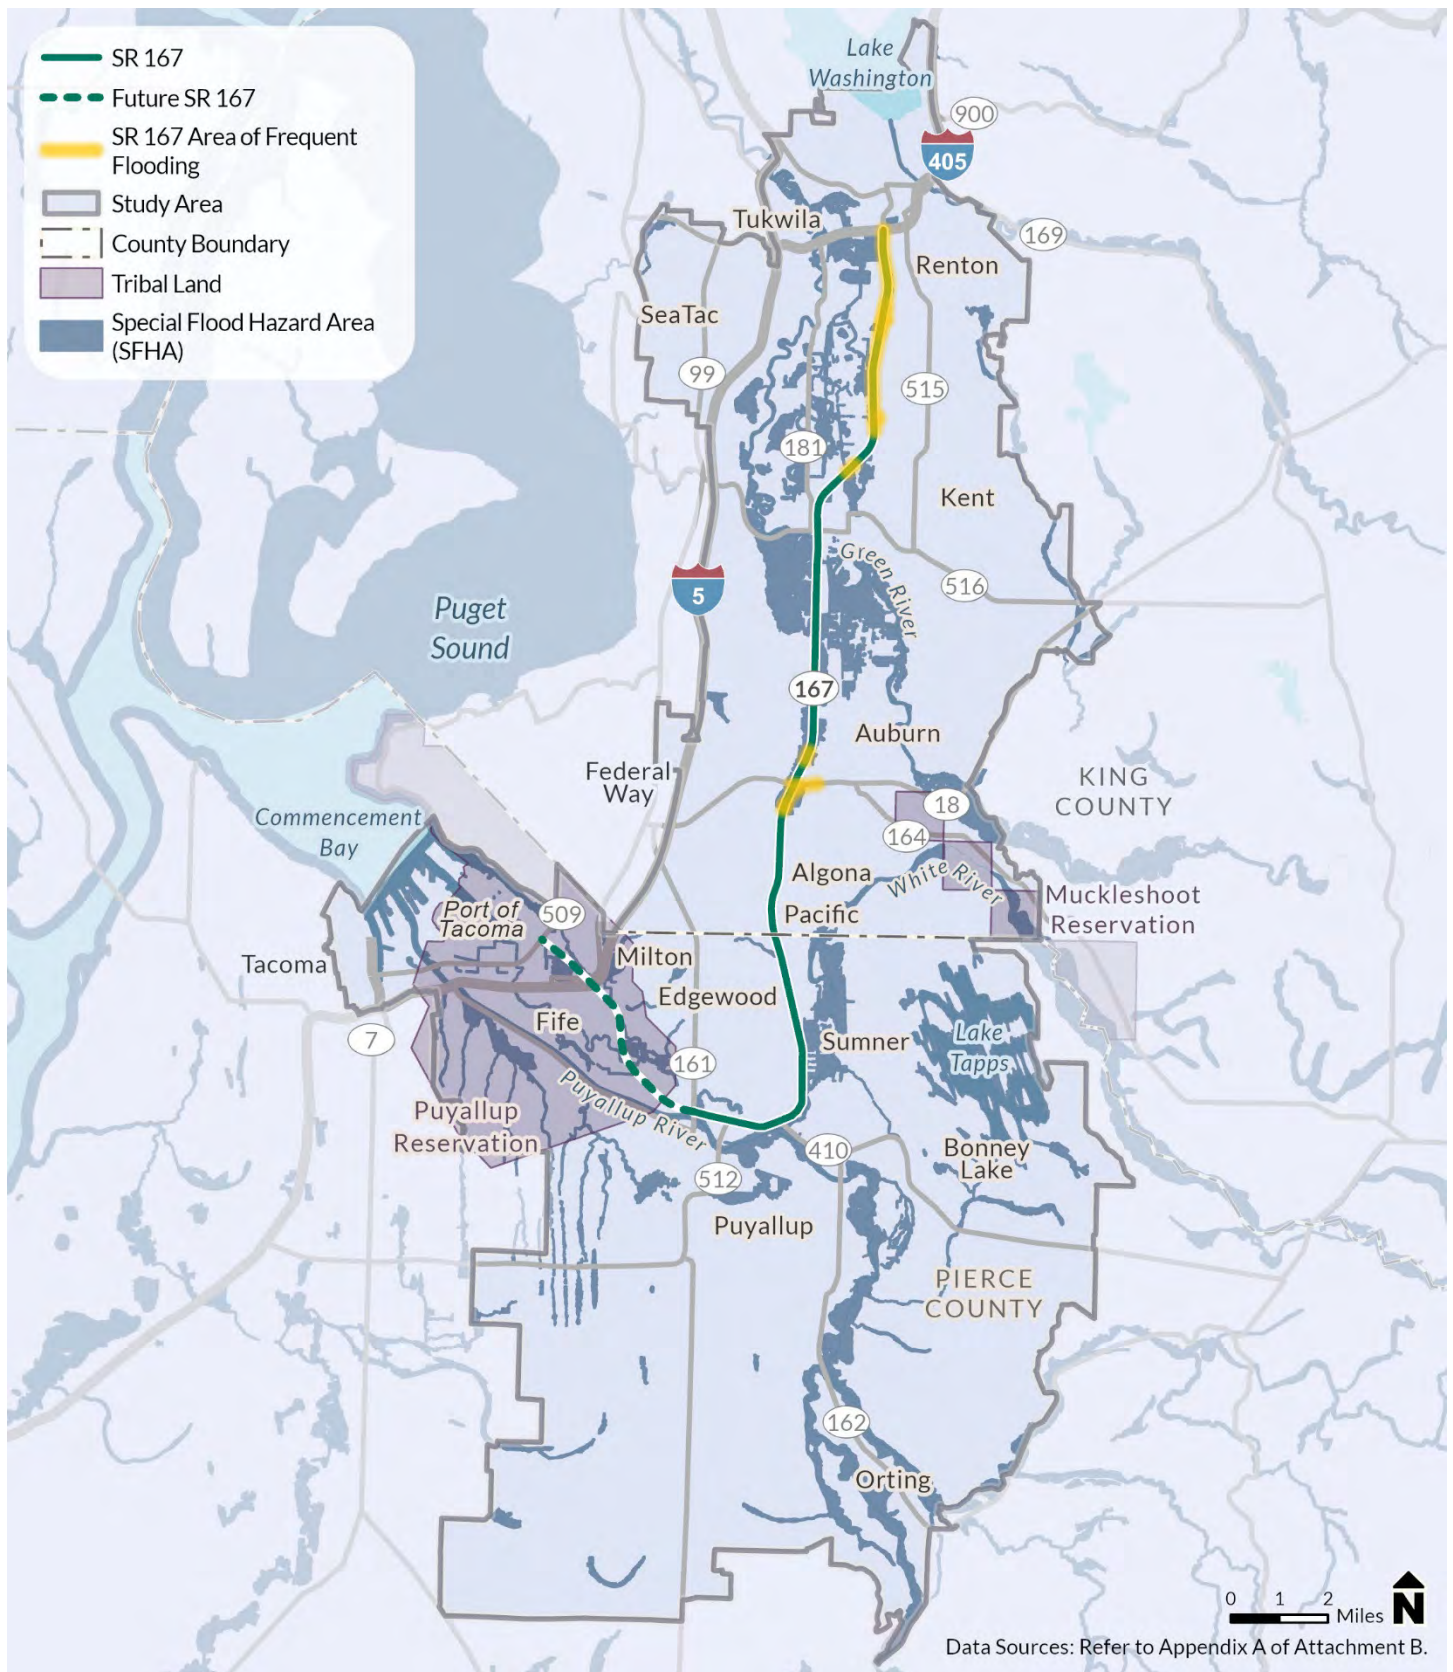 SR 167
Future SR 167
SR 167 Area of Frequent
Flooding
Study Area
County Boundary
Tribal Land
Special Flood Hazard Area
(SFHA)
Lake
Washington
900
405
Tukwila
169
Renton
SeaTac
99
515
181
Kent
Green River
516
5
Puget
Sound
167
Auburn
Federal
Way
KING
COUNTY
Commencement
Bay
18
164
Algona
White River
Muckleshoot
Reservation
Pacific
Port of
Tacoma
509
Tacoma
Milton
Edgewood
Fife
7
161
Sumner
Lake
Tapps
Puyallup River
Puyallup
Reservation
410
Bonney
Lake
512
Puyallup
PIERCE
COUNTY
162
Orting
0 1 2
Miles
N
Data Sources: Refer to Appendix A of Attachment B.